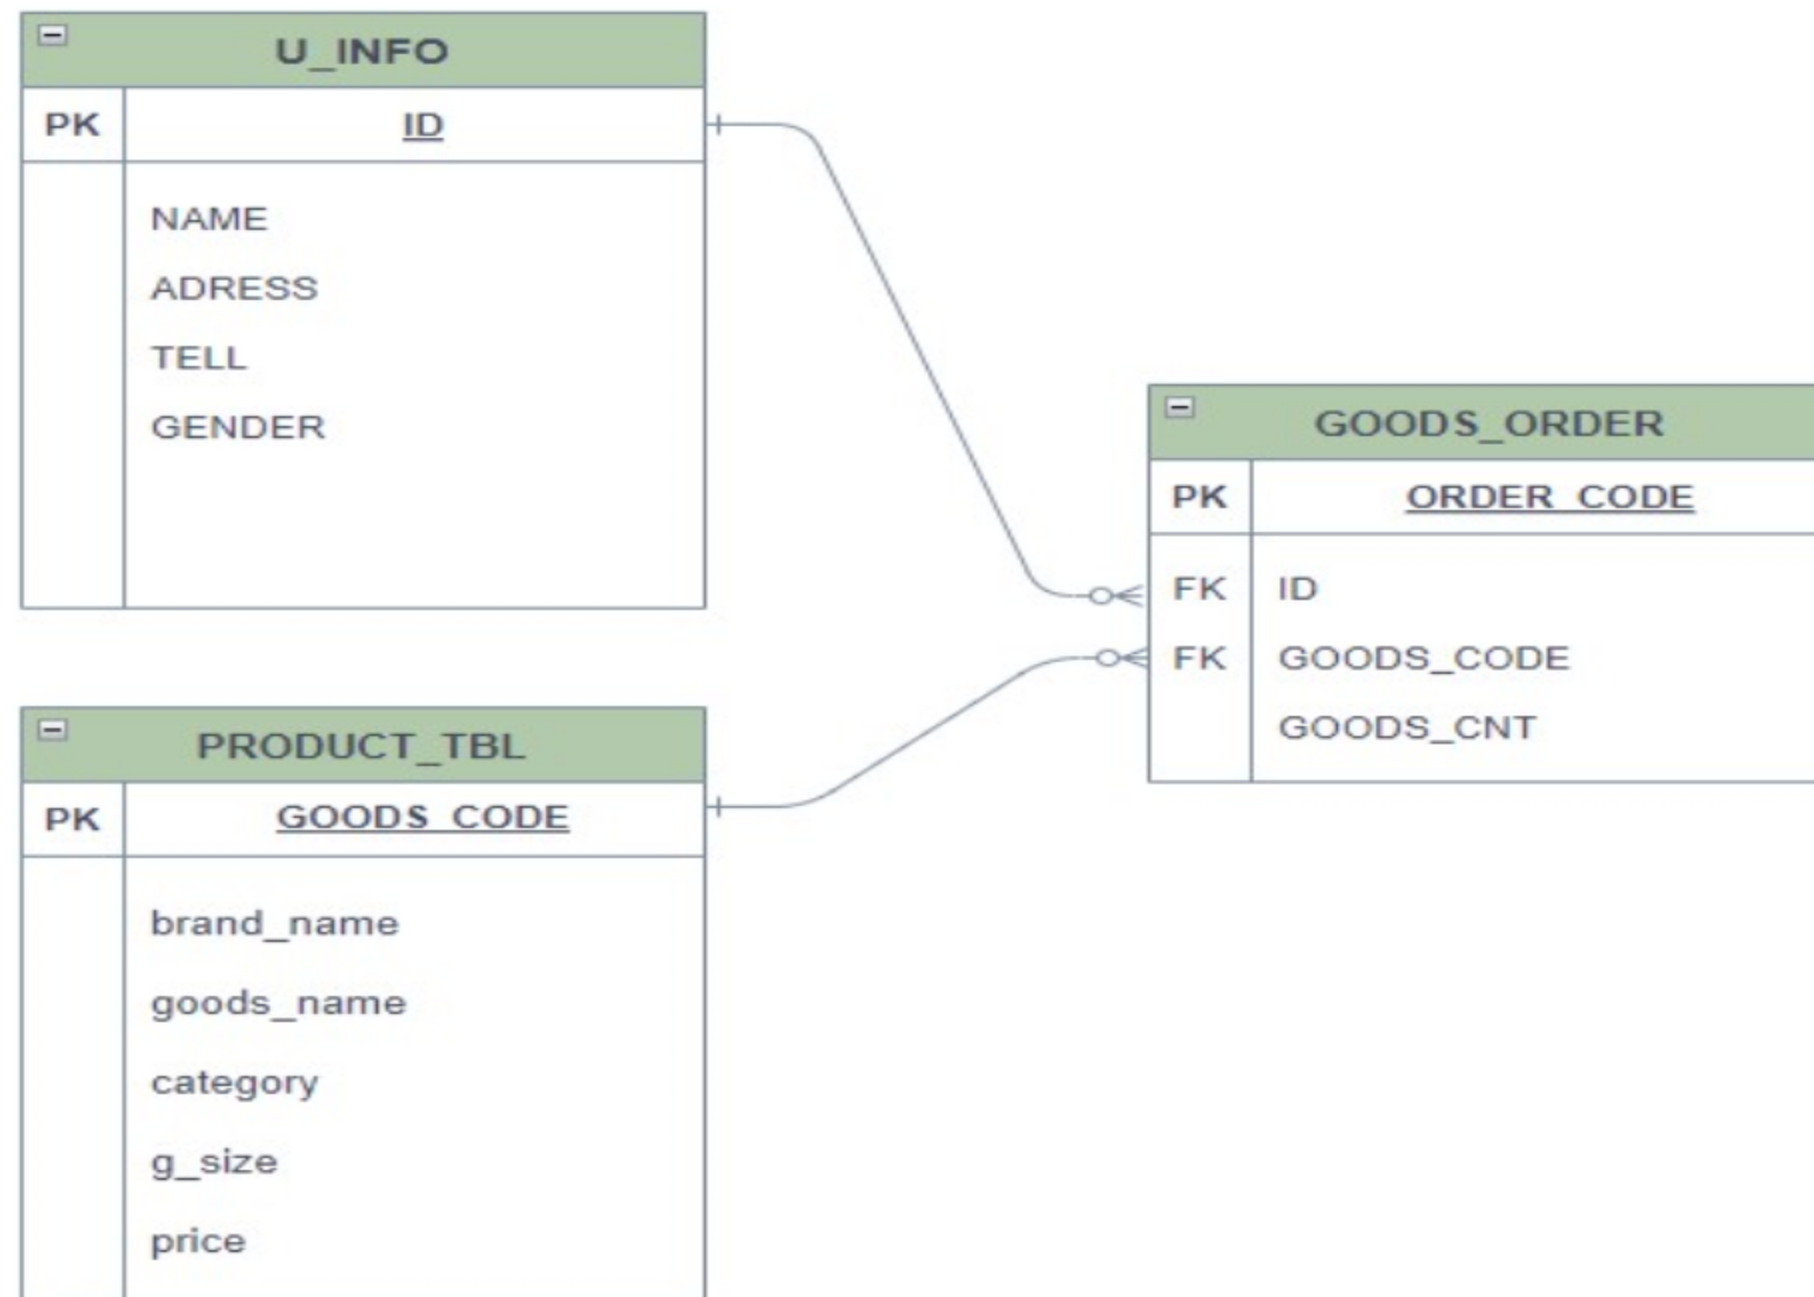 U_INFO
PK ID
NAME
ADRESS
TELL
GENDER
PRODUCT_TBL
PK GOODS_CODE
brand_name
goods_name
category
g_size
price
GOODS_ORDER
PK ORDER_CODE
FK ID
FK GOODS_CODE
GOODS_CNT